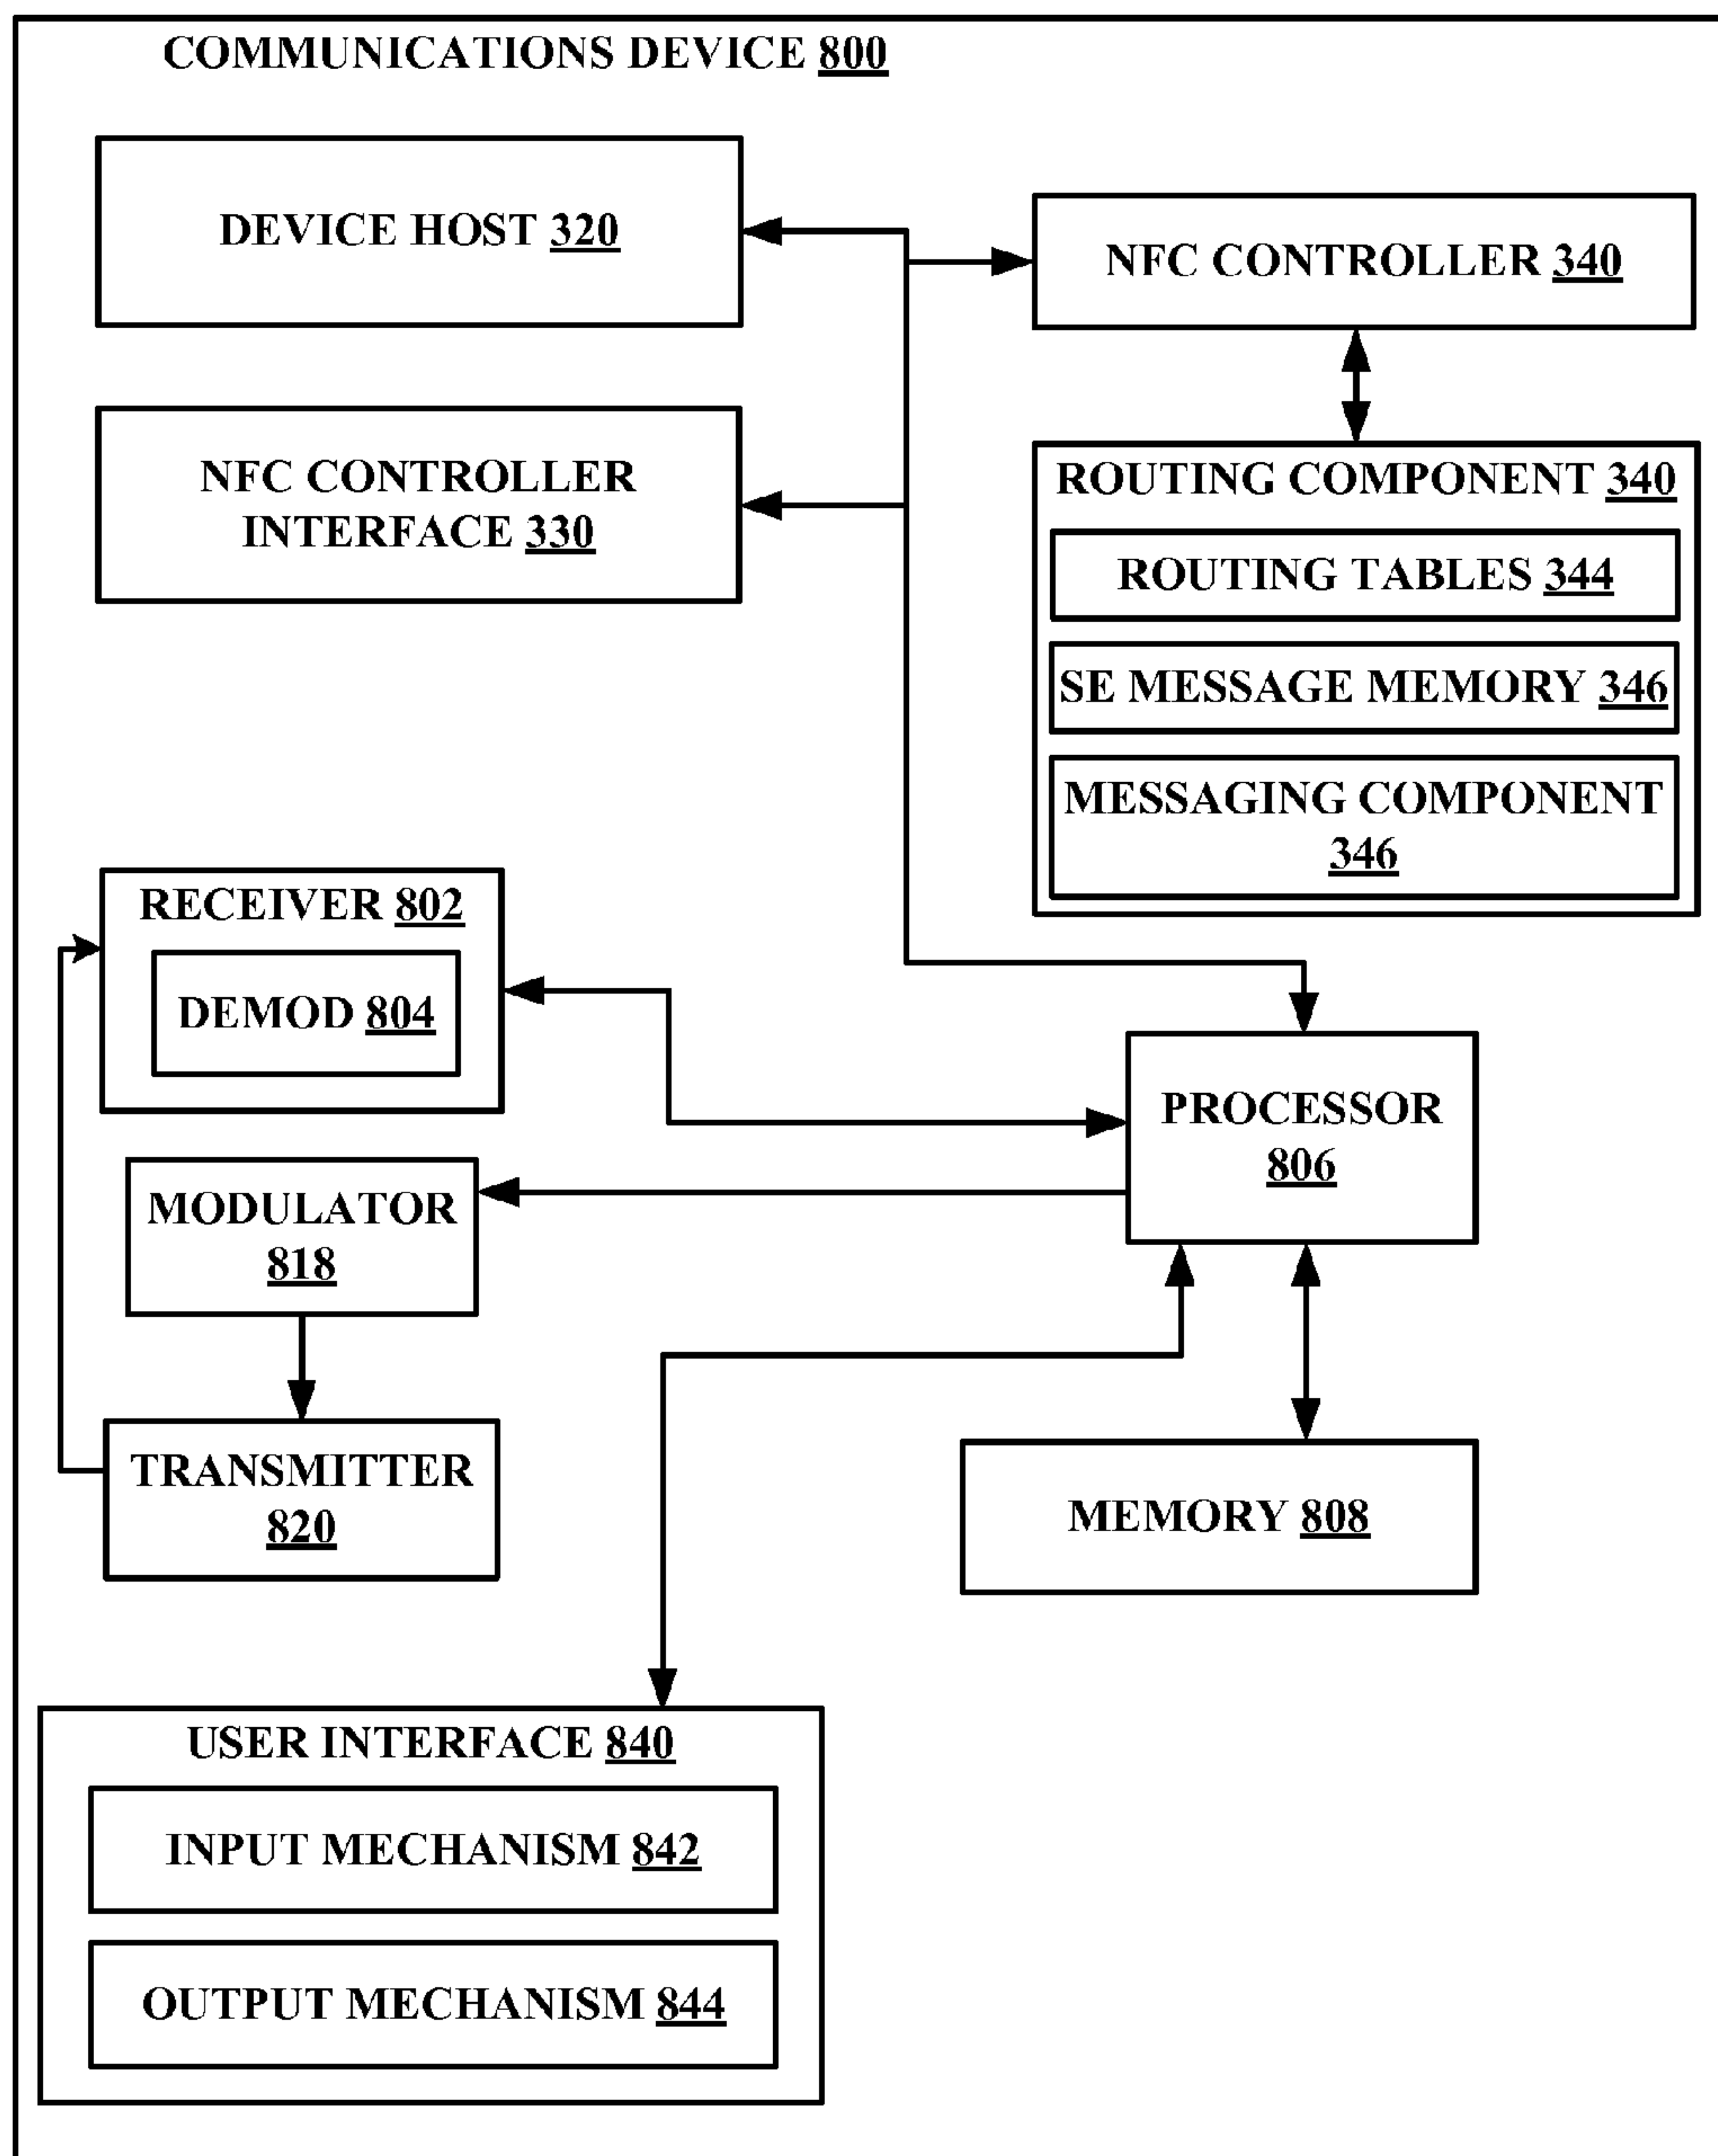 COMMUNICATIONS DEVICE 800
DEVICE HOST 320
NFC CONTROLLER 340
NFC CONTROLLER
INTERFACE 330
ROUTING COMPONENT 340
ROUTING TABLES 344
SE MESSAGE MEMORY 346
MESSAGING COMPONENT
346
RECEIVER 802
DEMOD 804
PROCESSOR
806
MODULATOR
818
TRANSMITTER
820
MEMORY 808
USER INTERFACE 840
INPUT MECHANISM 842
OUTPUT MECHANISM 844